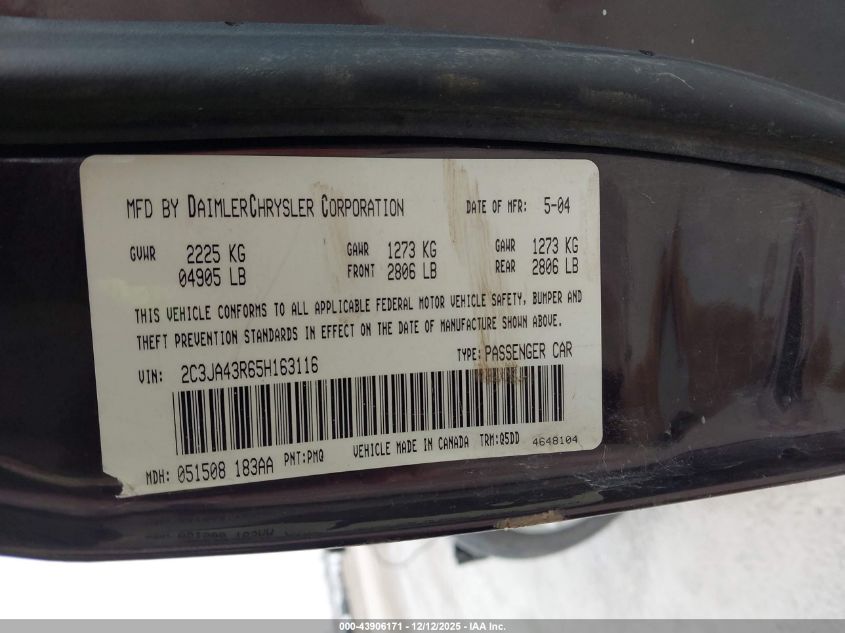 MFD BY DAIMLERCHRYSLER CORPORATION DATE OF MFR: 5-04
GVWR 2225 KG GAWR 1273 KG GAWR 1273 KG
04905 LB FRONT 2806 LB REAR 2806 LB
THIS VEHICLE CONFORMS TO ALL APPLICABLE FEDERAL MOTOR VEHICLE SAFETY, BUMPER AND
THEFT PREVENTION STANDARDS IN EFFECT ON THE DATE OF MANUFACTURE SHOWN ABOVE.
VIN: 2C3JA43R65H163116 TYPE: PASSENGER CAR
MDH: 051508 183AA PNT:PMQ VEHICLE MADE IN CANADA TRM:Q5DD 4648104
000-43906171 - 12/12/2025 - IAA Inc.